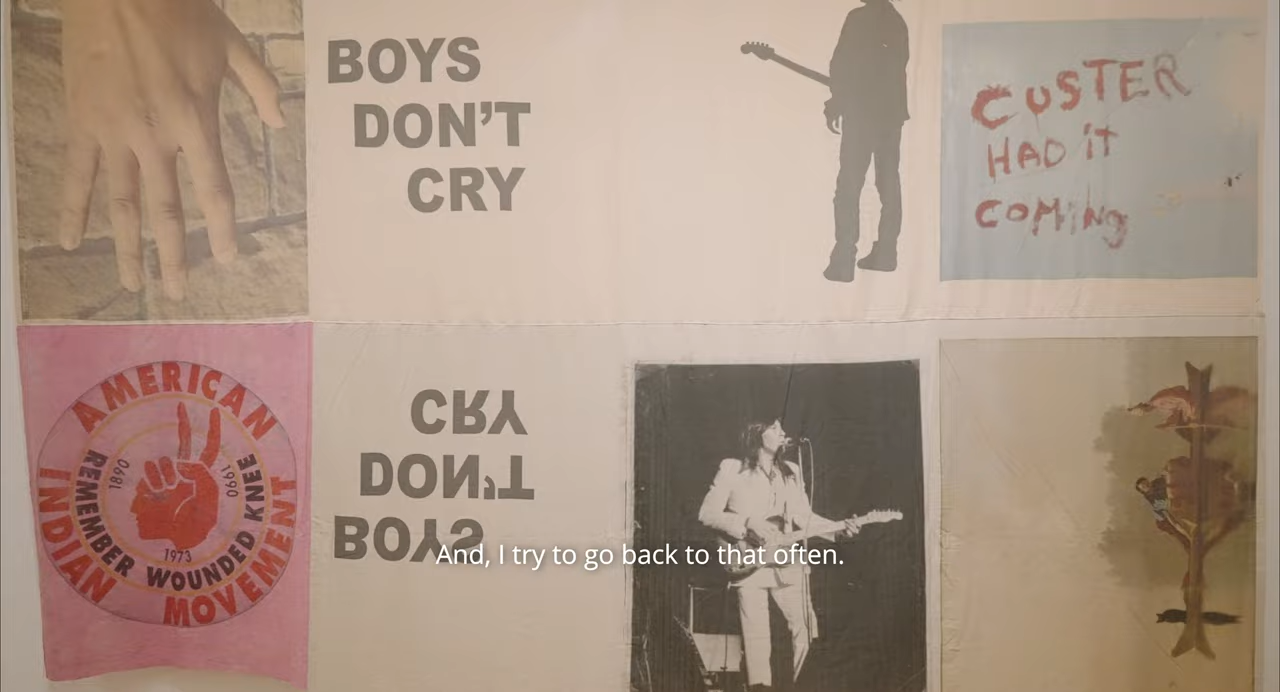 BOYS
DON'T
CRY
CUSTER
HAD iT
COMiNg
AMERICAN
INDIAN MOVEMENT
REMEMBER WOUNDED KNEE
1890
1990
1973
CRY
DON'T
BOYS
And, I try to go back to that often.